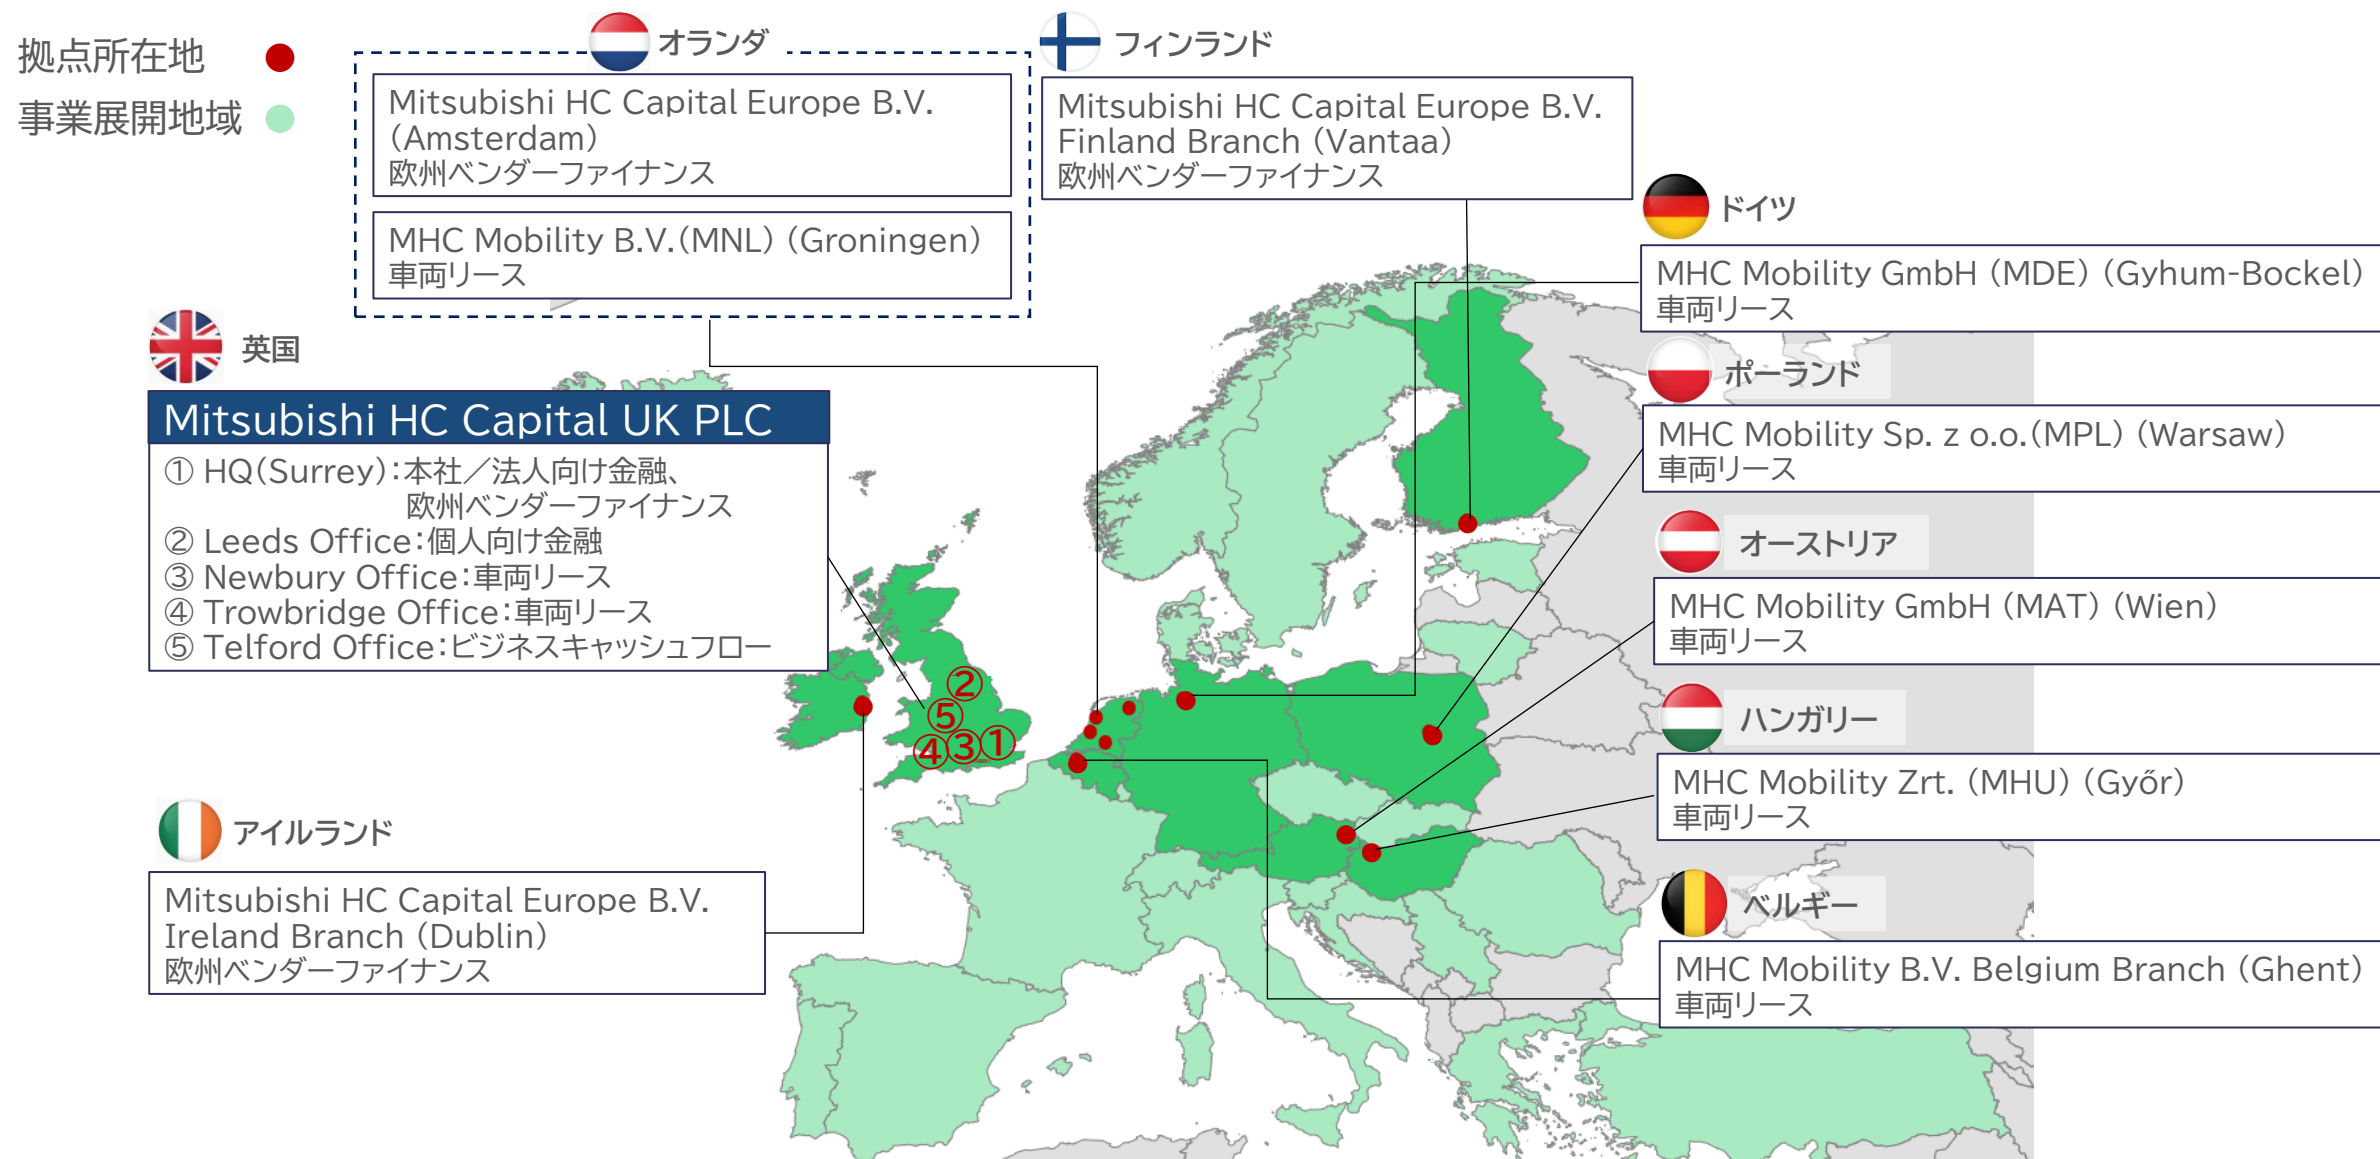 拠点所在地
事業展開地域
オランダ
Mitsubishi HC Capital Europe B.V.
(Amsterdam)
欧州ベンダーファイナンス
MHC Mobility B.V.(MNL) (Groningen)
車両リース
フィンランド
Mitsubishi HC Capital Europe B.V.
Finland Branch (Vantaa)
欧州ベンダーファイナンス
ドイツ
MHC Mobility GmbH (MDE) (Gyhum-Bockel)
車両リース
英国
Mitsubishi HC Capital UK PLC
① HQ(Surrey):本社／法人向け金融、
欧州ベンダーファイナンス
② Leeds Office:個人向け金融
③ Newbury Office:車両リース
④ Trowbridge Office:車両リース
⑤ Telford Office:ビジネスキャッシュフロー
ポーランド
MHC Mobility Sp. z o.o.(MPL) (Warsaw)
車両リース
オーストリア
MHC Mobility GmbH (MAT) (Wien)
車両リース
②
⑤
④③①
ハンガリー
MHC Mobility Zrt. (MHU) (Győr)
車両リース
アイルランド
Mitsubishi HC Capital Europe B.V.
Ireland Branch (Dublin)
欧州ベンダーファイナンス
ベルギー
MHC Mobility B.V. Belgium Branch (Ghent)
車両リース